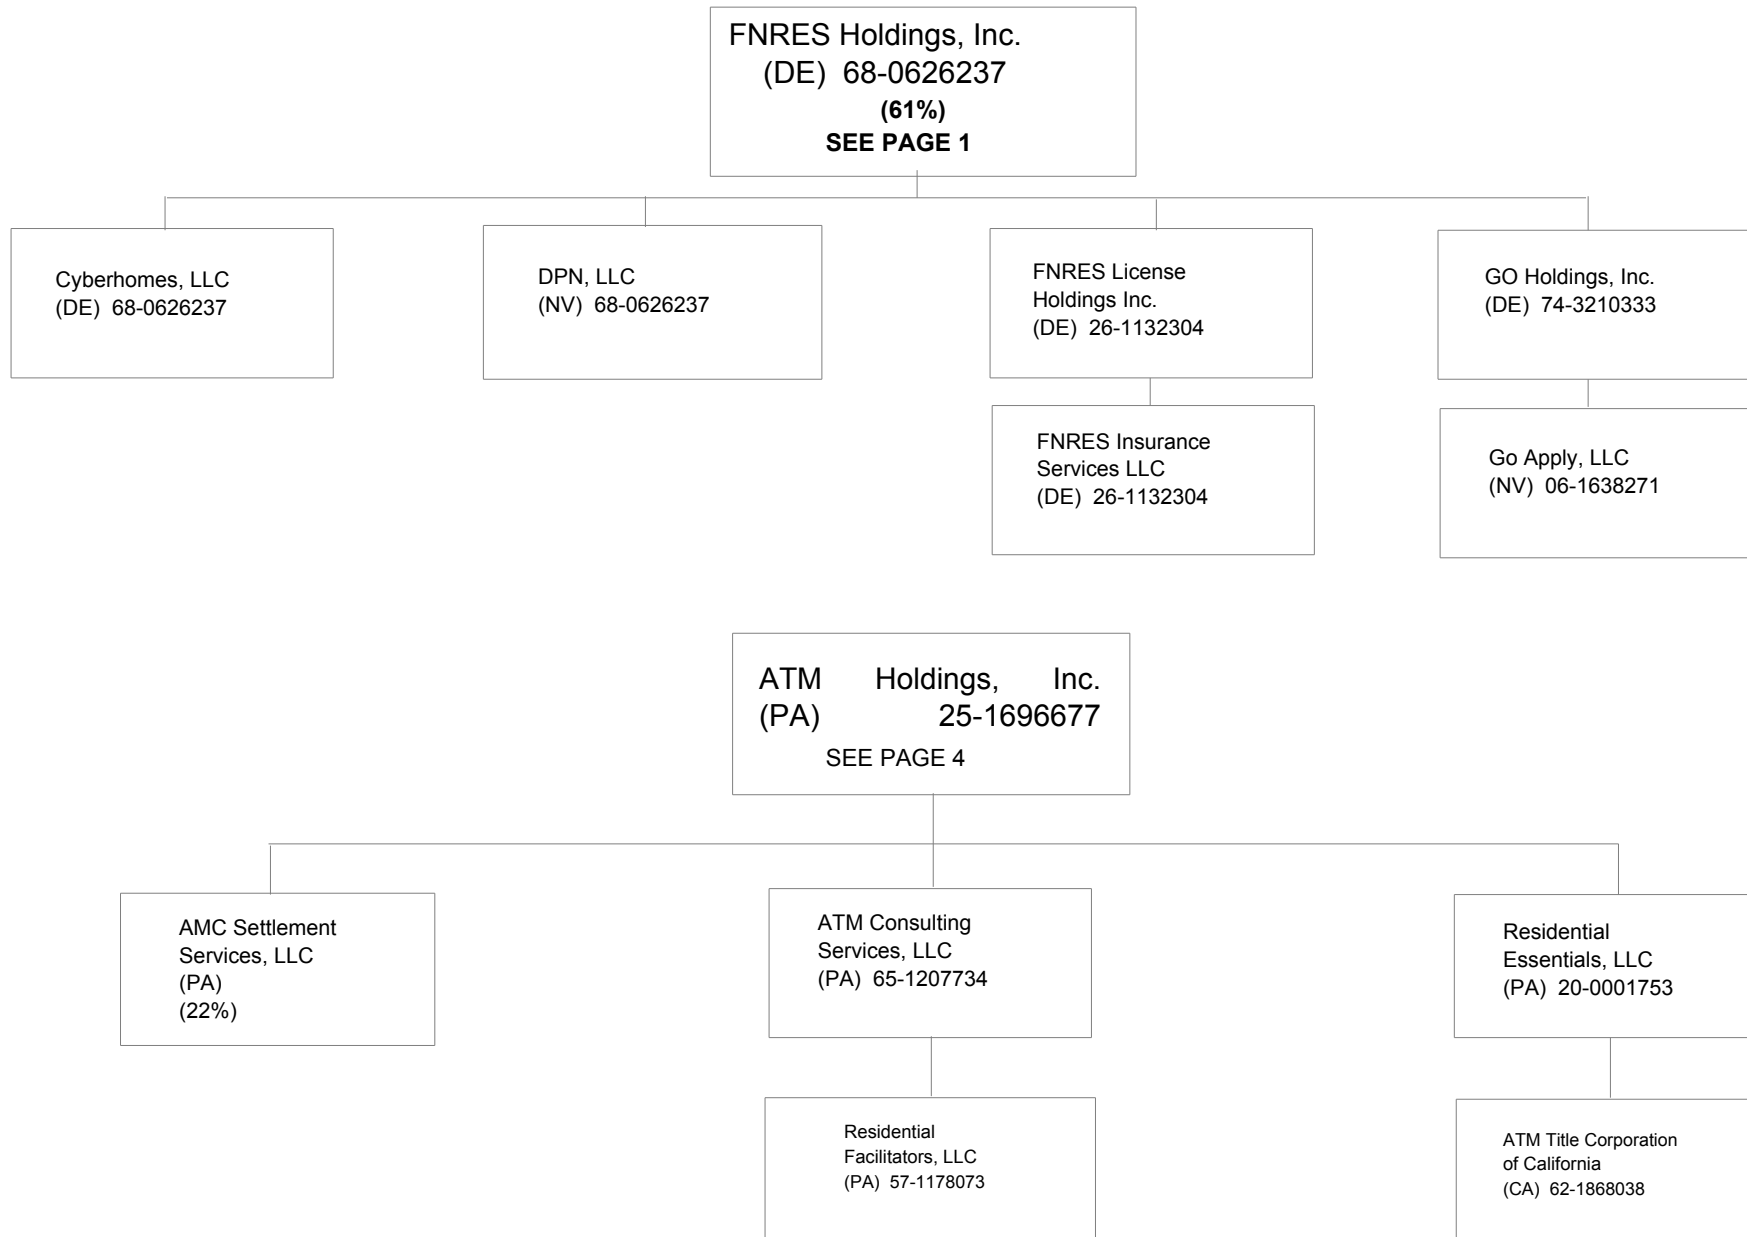 FNRES Holdings, Inc.
(DE) 68-0626237
(61%)
SEE PAGE 1
Cyberhomes, LLC
(DE) 68-0626237
DPN, LLC
(NV) 68-0626237
FNRES License
Holdings Inc.
(DE) 26-1132304
GO Holdings, Inc.
(DE) 74-3210333
FNRES Insurance
Services LLC
(DE) 26-1132304
Go Apply, LLC
(NV) 06-1638271
ATM Holdings, Inc.
(PA) 25-1696677
SEE PAGE 4
AMC Settlement
Services, LLC
(PA)
(22%)
ATM Consulting
Services, LLC
(PA) 65-1207734
Residential
Essentials, LLC
(PA) 20-0001753
Residential
Facilitators, LLC
(PA) 57-1178073
ATM Title Corporation
of California
(CA) 62-1868038